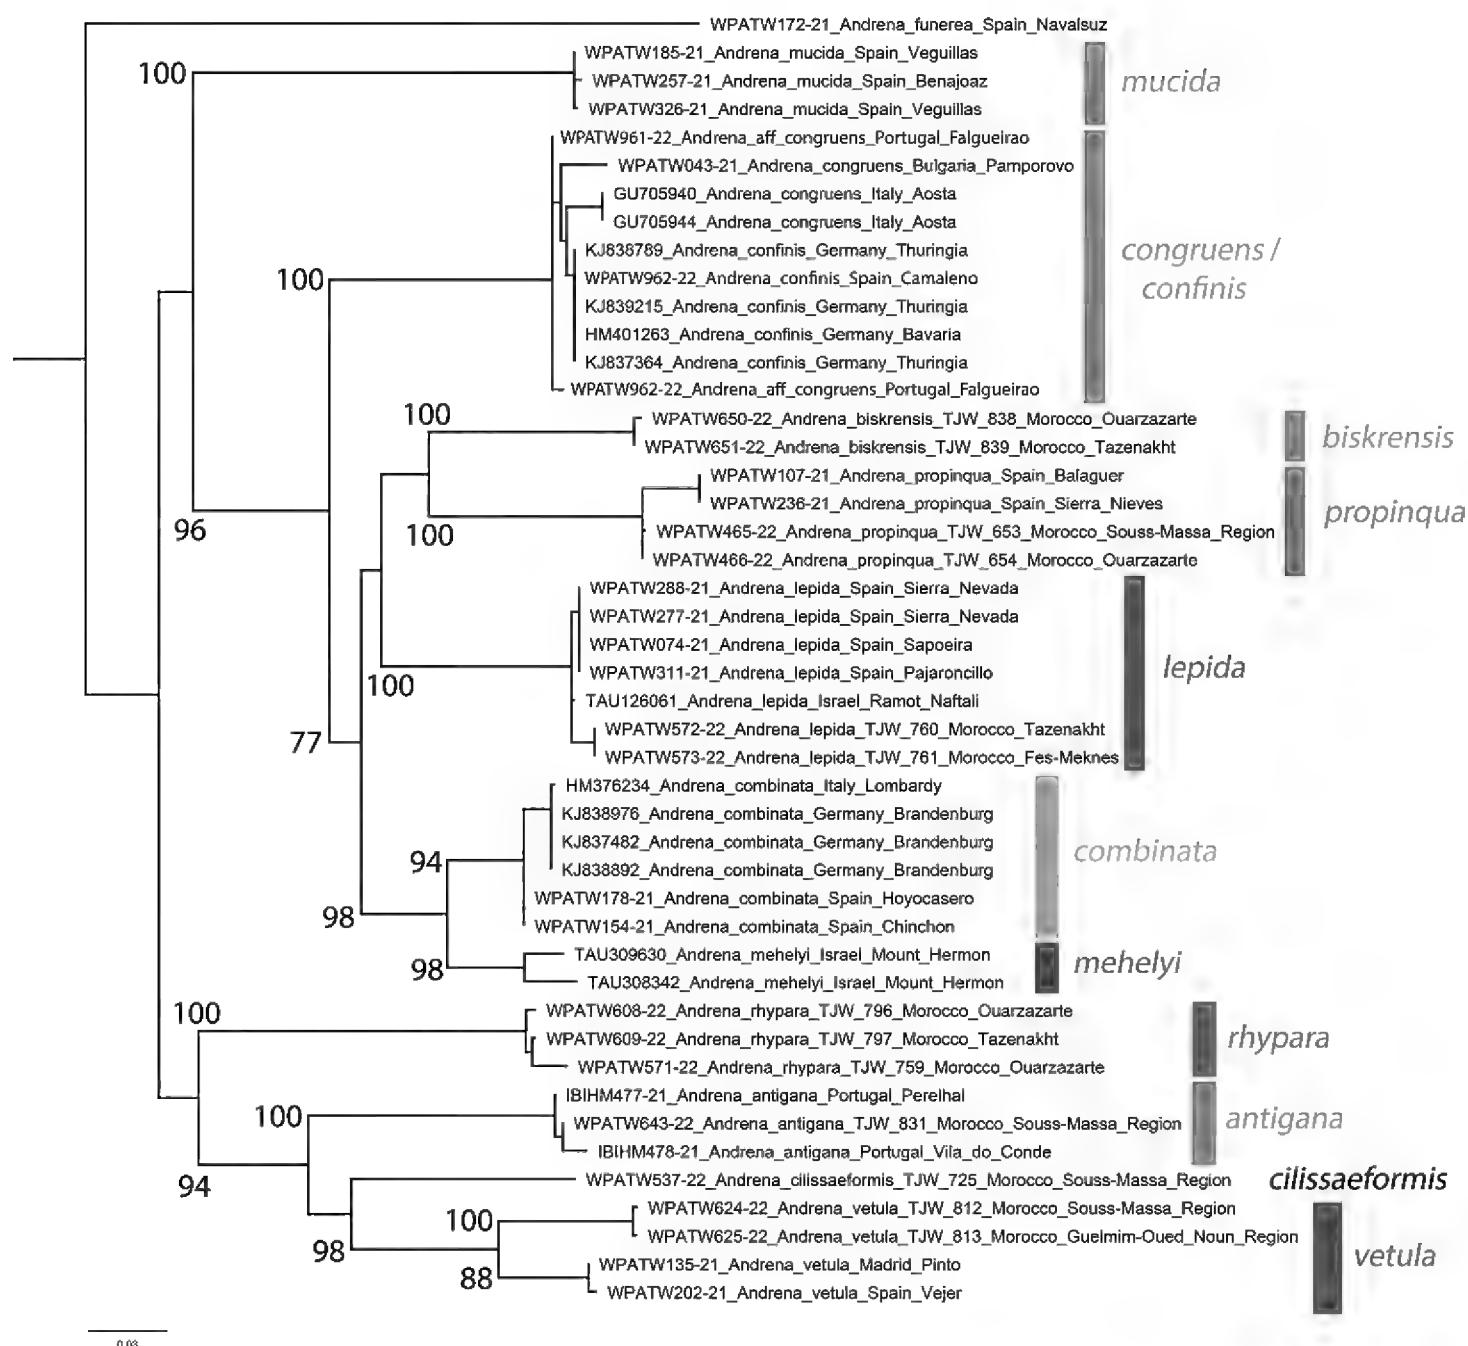 WPATW172-21_Andrena_funerea_Spain_Navalsuz
WPATW185-21_Andrena_mucida_Spain_Veguillas
100
WPATW257-21_Andrena_mucida_Spain_Benajoaz
mucida
WPATW326-21_Andrena_mucida_Spain_Veguillas
WPATW961-22_Andrena_aff_congruens_Portugal_Falgueirao
WPATW043-21_Andrena_congruens_Bulgaria_Pamporovo
GU705940_Andrena_congruens_Italy_Aosta
GU705944_Andrena_congruens_Italy_Aosta
KJ838789_Andrena_confinis_Germany_Thuringia
congruens /
confinis
100
WPATW962-22_Andrena_confinis_Spain_Camaleno
KJ839215_Andrena_confinis_Germany_Thuringia
HM401263_Andrena_confinis_Germany_Bavaria
KJ837364_Andrena_confinis_Germany_Thuringia
WPATW962-22_Andrena_aff_congruens_Portugal_Falgueirao
100
WPATW650-22_Andrena_biskrensis_TJW_838_Morocco_Ouarzazarte
biskrensis
WPATW651-22_Andrena_biskrensis_TJW_839_Morocco_Tazenakht
WPATW107-21_Andrena_propinqua_Spain_Balaguer
WPATW236-21_Andrena_propinqua_Spain_Sierra_Nieves
propinqua
96
100
WPATW465-22_Andrena_propinqua_TJW_653_Morocco_Souss-Massa_Region
WPATW466-22_Andrena_propinqua_TJW_654_Morocco_Ouarzazarte
WPATW288-21_Andrena_lepida_Spain_Sierra_Nevada
WPATW277-21_Andrena_lepida_Spain_Sierra_Nevada
WPATW074-21_Andrena_lepida_Spain_Sapoeira
WPATW311-21_Andrena_lepida_Spain_Pajaroncillo
lepida
100
TAU126061_Andrena_lepida_Israel_Ramot_Naftali
WPATW572-22_Andrena_lepida_TJW_760_Morocco_Tazenakht
77
WPATW573-22_Andrena_lepida_TJW_761_Morocco_Fes-Meknes
HM376234_Andrena_combinata_Italy_Lombardy
KJ838976_Andrena_combinata_Germany_Brandenburg
KJ837482_Andrena_combinata_Germany_Brandenburg
combinata
94
KJ838892_Andrena_combinata_Germany_Brandenburg
WPATW178-21_Andrena_combinata_Spain_Hoyocasero
98
WPATW154-21_Andrena_combinata_Spain_Chinchon
TAU309630_Andrena_mehelyi_Israel_Mount_Hermon
mehelyi
98
TAU308342_Andrena_mehelyi_Israel_Mount_Hermon
100
WPATW608-22_Andrena_rhypara_TJW_796_Morocco_Ouarzazarte
WPATW609-22_Andrena_rhypara_TJW_797_Morocco_Tazenakht
rhypara
WPATW571-22_Andrena_rhypara_TJW_759_Morocco_Ouarzazarte
IBIHM477-21_Andrena_antigana_Portugal_Perelhal
100
WPATW643-22_Andrena_antigana_TJW_831_Morocco_Souss-Massa_Region
antigana
IBIHM478-21_Andrena_antigana_Portugal_Vila_do_Conde
94
WPATW537-22_Andrena_cilissaeformis_TJW_725_Morocco_Souss-Massa_Region
cilissaeformis
WPATW624-22_Andrena_vetula_TJW_812_Morocco_Souss-Massa_Region
100
WPATW625-22_Andrena_vetula_TJW_813_Morocco_Guelmim-Oued_Noun_Region
vetula
98
WPATW135-21_Andrena_vetula_Madrid_Pinto
88
WPATW202-21_Andrena_vetula_Spain_Vejer
0.03